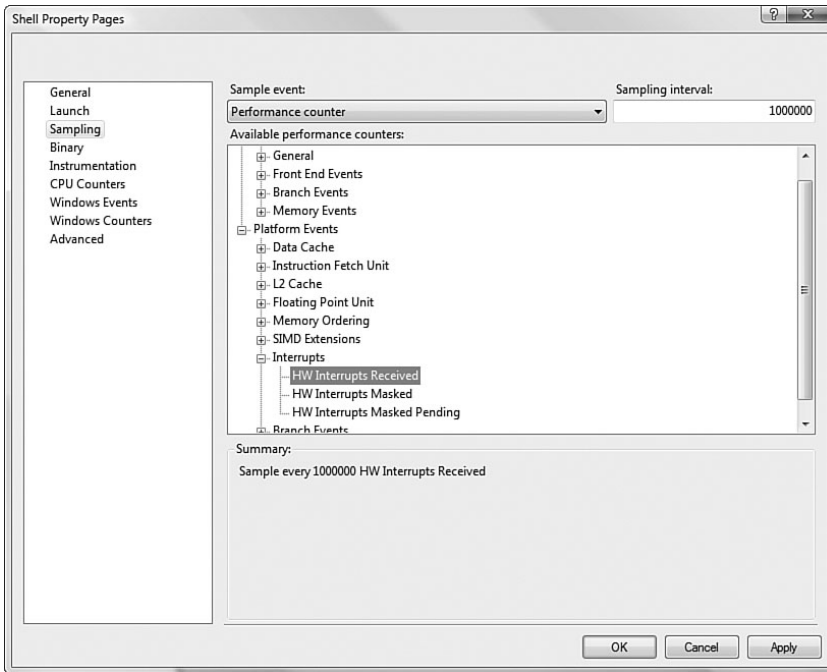 Shell Property Pages
General
Launch
Sampling
Binary
Instrumentation
CPU Counters
Windows Events
Windows Counters
Advanced
Sample event:
Sampling interval:
Performance counter
1000000
Available performance counters:
General
Front End Events
Branch Events
Memory Events
Platform Events
Data Cache
Instruction Fetch Unit
L2 Cache
Floating Point Unit
Memory Ordering
SIMD Extensions
Interrupts
HW Interrupts Received
HW Interrupts Masked
HW Interrupts Masked Pending
Branch Events
Summary:
Sample every 1000000 HW Interrupts Received
OK
Cancel
Apply